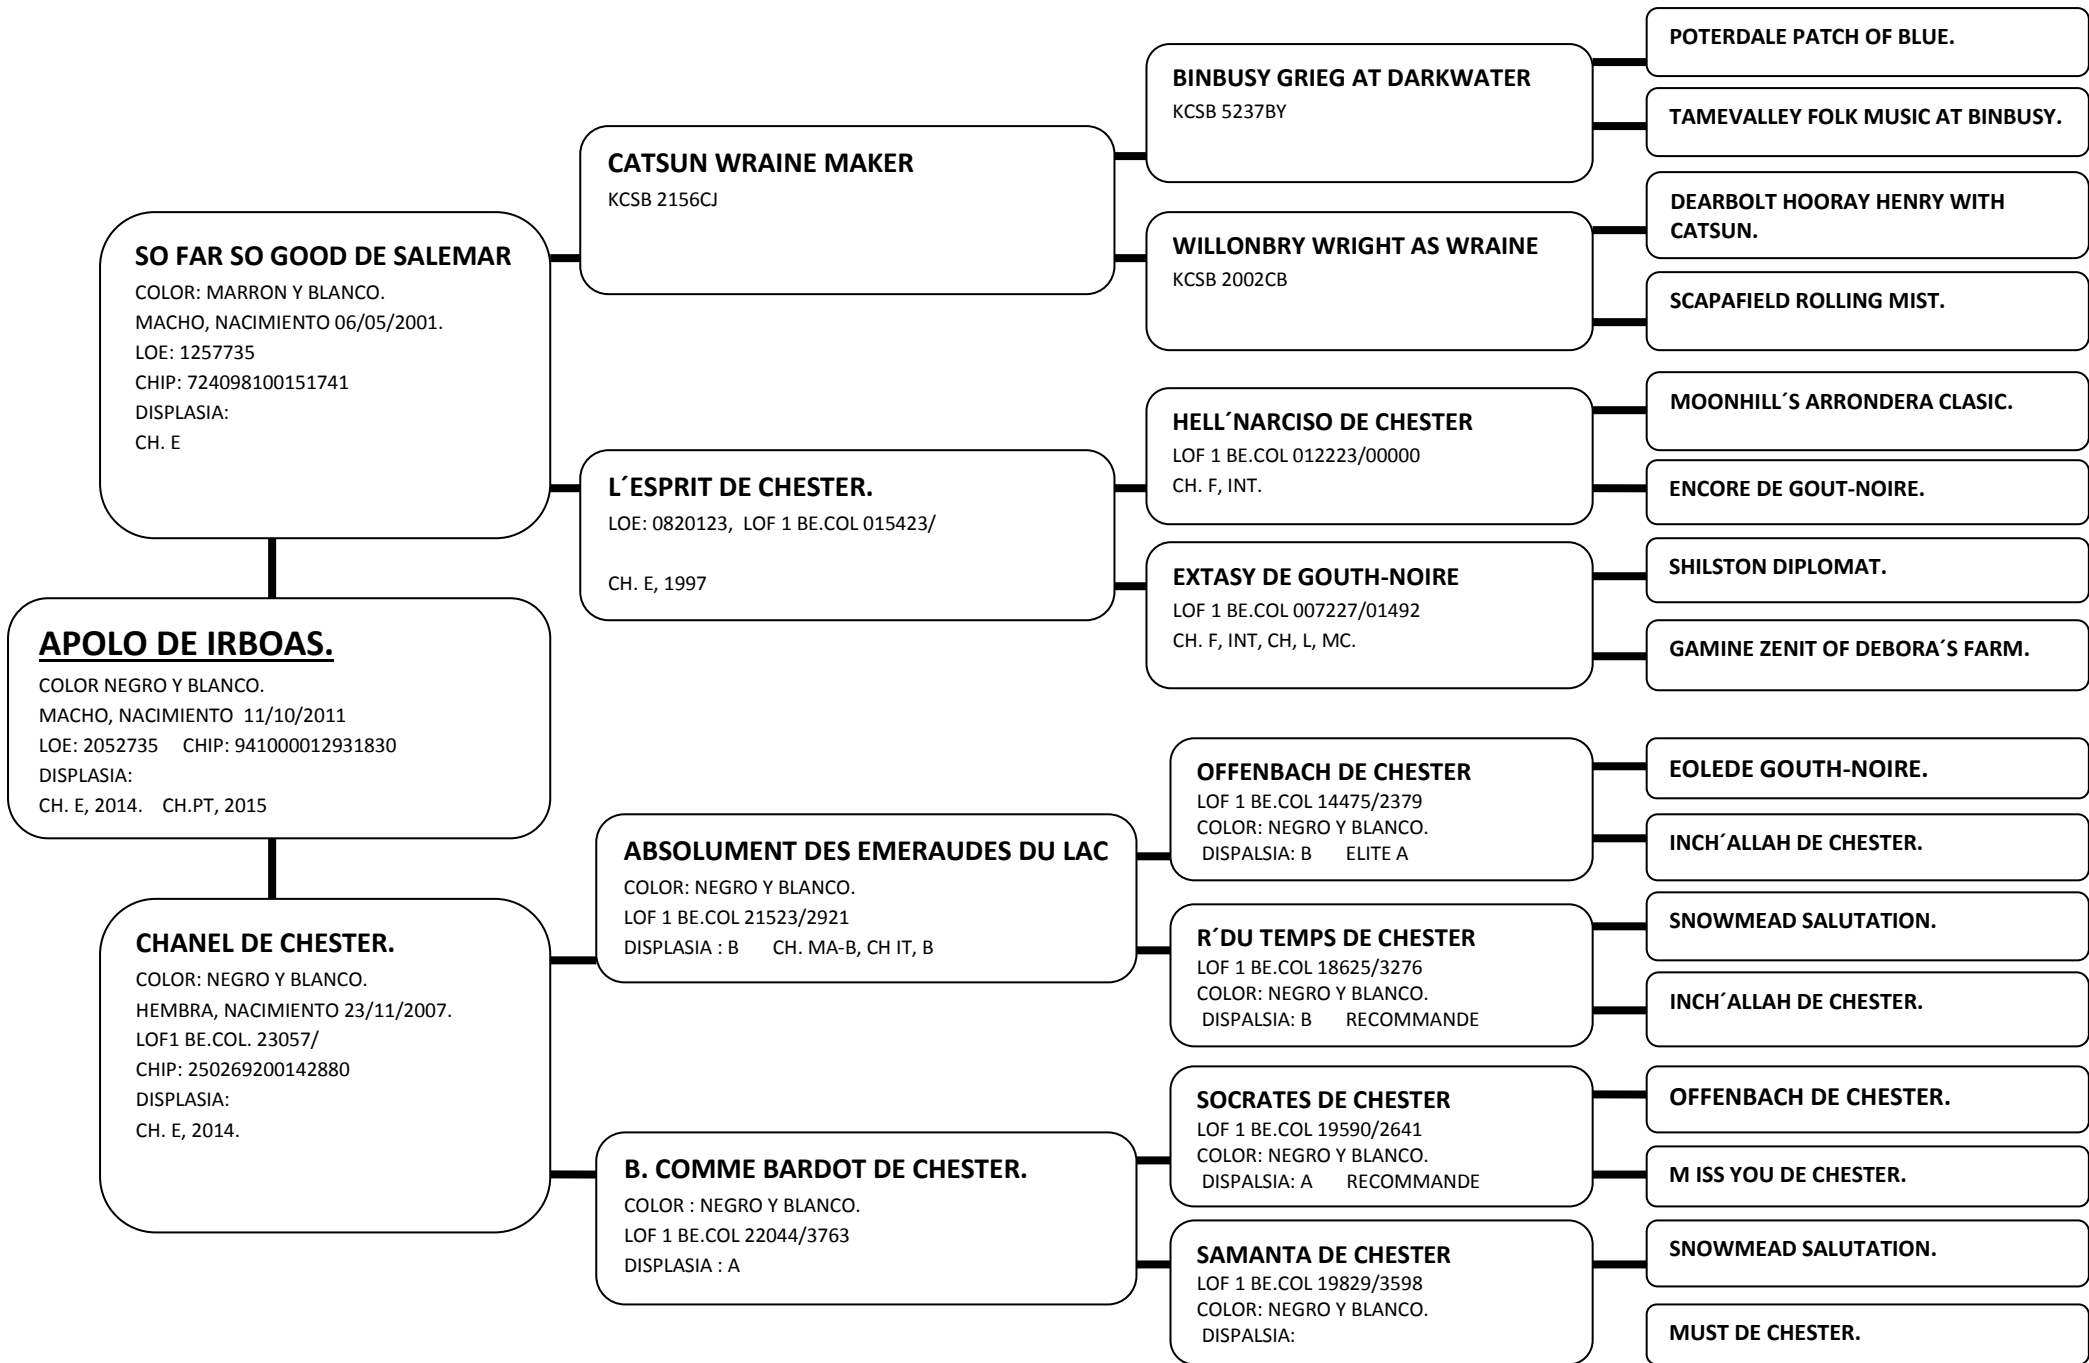 SO FAR SO GOOD DE SALEMAR
COLOR: MARRON Y BLANCO.
MACHO, NACIMIENTO 06/05/2001.
LOE: 1257735
CHIP: 724098100151741
DISPLASIA:
CH. E
APOLO DE IRBOAS.
COLOR NEGRO Y BLANCO.
MACHO, NACIMIENTO 11/10/2011
LOE: 2052735 CHIP: 941000012931830
DISPLASIA:
CH. E, 2014. CH.PT, 2015
CHANEL DE CHESTER.
COLOR: NEGRO Y BLANCO.
HEMBRA, NACIMIENTO 23/11/2007.
LOF1 BE.COL. 23057/
CHIP: 250269200142880
DISPLASIA:
CH. E, 2014.
CATSUN WRAINE MAKER
KCSB 2156CJ
L´ESPRIT DE CHESTER.
LOE: 0820123, LOF 1 BE.COL 015423/
CH. E, 1997
ABSOLUMENT DES EMERAUDES DU LAC
COLOR: NEGRO Y BLANCO.
LOF 1 BE.COL 21523/2921
DISPLASIA : B CH. MA-B, CH IT, B
B. COMME BARDOT DE CHESTER.
COLOR : NEGRO Y BLANCO.
LOF 1 BE.COL 22044/3763
DISPLASIA : A
BINBUSY GRIEG AT DARKWATER
KCSB 5237BY
WILLONBRY WRIGHT AS WRAINE
KCSB 2002CB
HELL´NARCISO DE CHESTER
LOF 1 BE.COL 012223/00000
CH. F, INT.
EXTASY DE GOUTH-NOIRE
LOF 1 BE.COL 007227/01492
CH. F, INT, CH, L, MC.
OFFENBACH DE CHESTER
LOF 1 BE.COL 14475/2379
COLOR: NEGRO Y BLANCO.
DISPALSIA: B ELITE A
R´DU TEMPS DE CHESTER
LOF 1 BE.COL 18625/3276
COLOR: NEGRO Y BLANCO.
DISPALSIA: B RECOMMANDE
SOCRATES DE CHESTER
LOF 1 BE.COL 19590/2641
COLOR: NEGRO Y BLANCO.
DISPALSIA: A RECOMMANDE
SAMANTA DE CHESTER
LOF 1 BE.COL 19829/3598
COLOR: NEGRO Y BLANCO.
DISPALSIA:
POTERDALE PATCH OF BLUE.
TAMEVALLEY FOLK MUSIC AT BINBUSY.
DEARBOLT HOORAY HENRY WITH
CATSUN.
SCAPAFIELD ROLLING MIST.
MOONHILL´S ARRONDERA CLASIC.
ENCORE DE GOUT-NOIRE.
SHILSTON DIPLOMAT.
GAMINE ZENIT OF DEBORA´S FARM.
EOLEDE GOUTH-NOIRE.
INCH´ALLAH DE CHESTER.
SNOWMEAD SALUTATION.
INCH´ALLAH DE CHESTER.
OFFENBACH DE CHESTER.
M ISS YOU DE CHESTER.
SNOWMEAD SALUTATION.
MUST DE CHESTER.